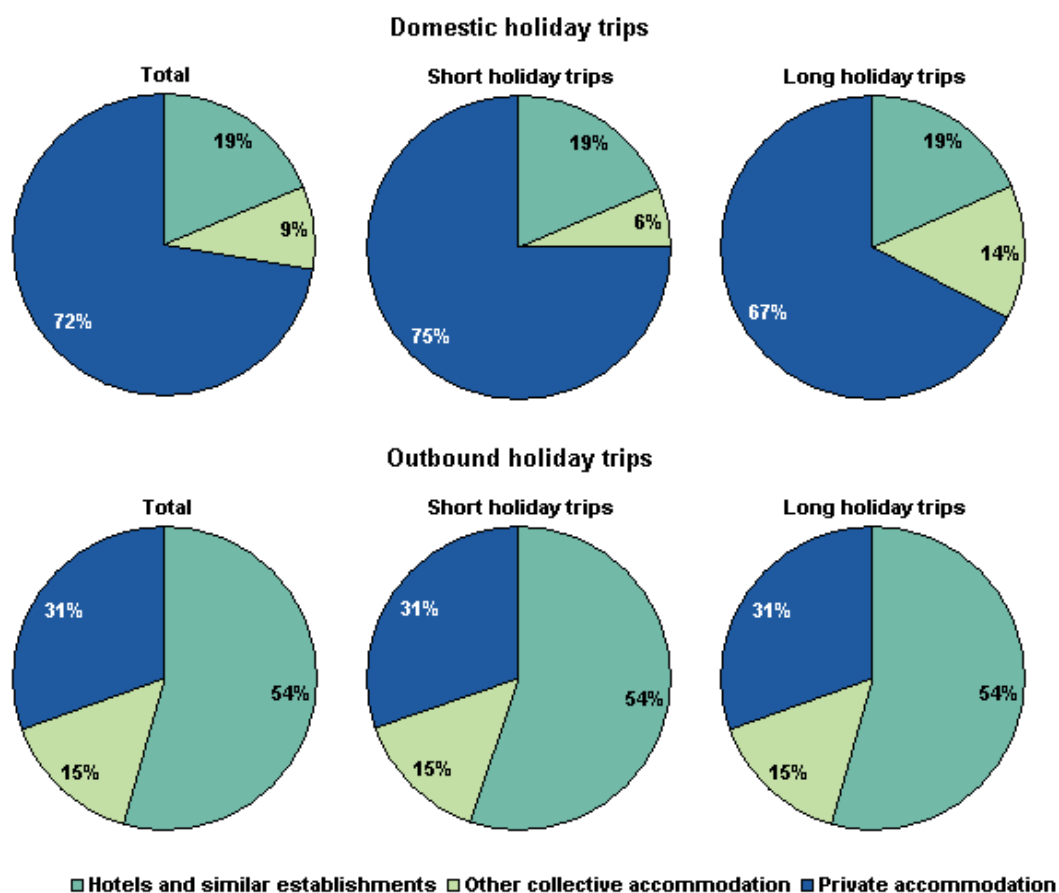 Domestic holiday trips
Total
Short holiday trips
Long holiday trips
19%
9%
72%
19%
6%
75%
19%
14%
67%
Outbound holiday trips
Total
Short holiday trips
Long holiday trips
31%
54%
15%
31%
54%
15%
31%
54%
15%
Hotels and similar establishments Other collective accommodation Private accommodation